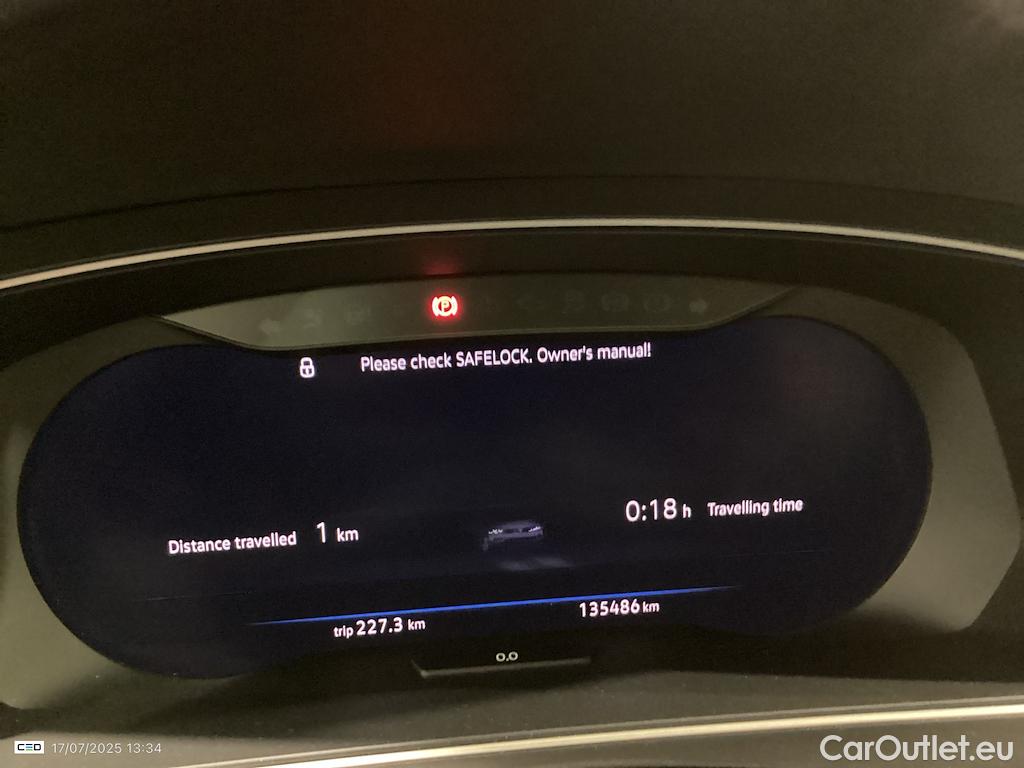 Please check SAFELOCK. Owner's manual!
0:18 h Travelling time
Distance travelled 1 km
135486 km
trip 227.3 km
0.0
CEO 17/07/2025 13:34
CarOutlet.eu